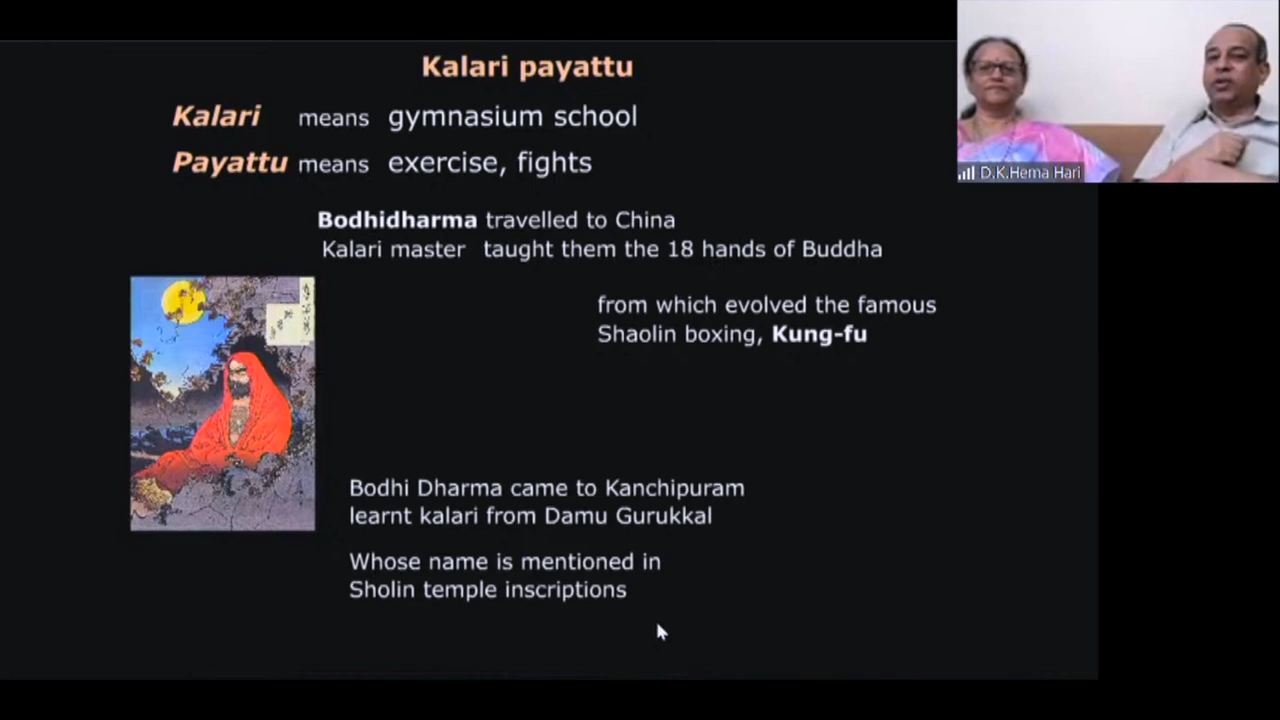 Kalari payattu
Kalari means gymnasium school
Payattu means exercise, fights
Bodhidharma travelled to China
Kalari master taught them the 18 hands of Buddha
from which evolved the famous
Shaolin boxing, Kung-fu
Bodhi Dharma came to Kanchipuram
learnt kalari from Damu Gurukkal
Whose name is mentioned in
Sholin temple inscriptions
D.K.Hema Hari